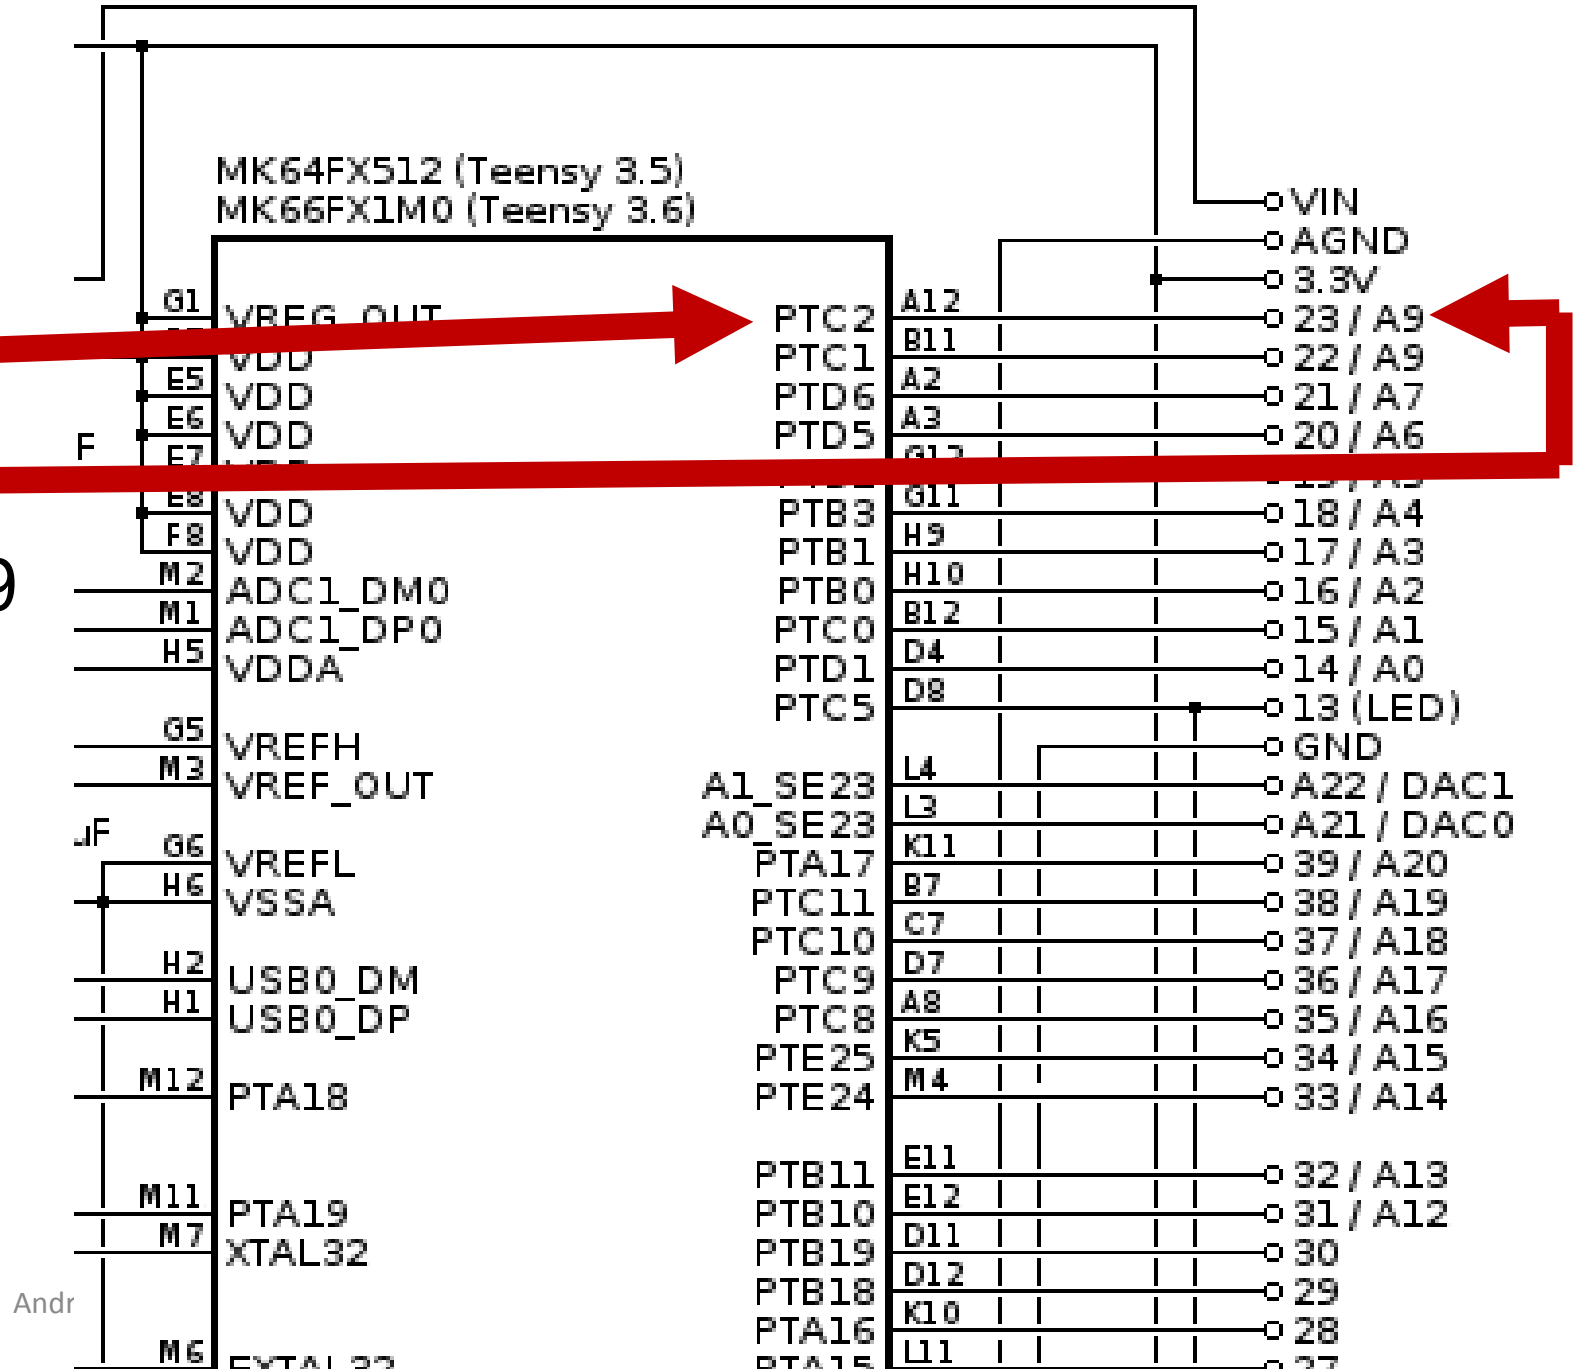 MK64FX512 (Teensy 3.5)
MK66FX1M0 (Teensy 3.6)
VIN
AGND
3.3V
G1 VREG_OUT PTC2 A12 23 / A9
VDD PTC1 B11 22 / A9
E5 VDD PTD6 A2 21 / A7
E6 VDD PTD5 A3 20 / A6
F
E7
E8 VDD PTB3 G11 18 / A4
F8 VDD PTB1 H9 17 / A3
9
M2 ADC1_DM0 PTB0 H10 16 / A2
M1 ADC1_DP0 PTC0 B12 15 / A1
H5 VDDA PTD1 D4 14 / A0
PTC5 D8 13 (LED)
G5 VREFH GND
M3 VREF_OUT A1_SE23 L4 A22 / DAC1
uF A0_SE23 L3 A21 / DAC0
G6 VREFL PTA17 K11 39 / A20
H6 VSSA PTC11 B7 38 / A19
PTC10 C7 37 / A18
H2 USB0_DM PTC9 D7 36 / A17
H1 USB0_DP PTC8 A8 35 / A16
PTE25 K5 34 / A15
M12 PTA18 PTE24 M4 33 / A14
PTB11 E11 32 / A13
M11 PTA19 PTB10 E12 31 / A12
M7 XTAL32 PTB19 D11 30
PTB18 D12 29
Andr
PTA16 K10 28
M6 EXTAL32 PTA15 L11 27